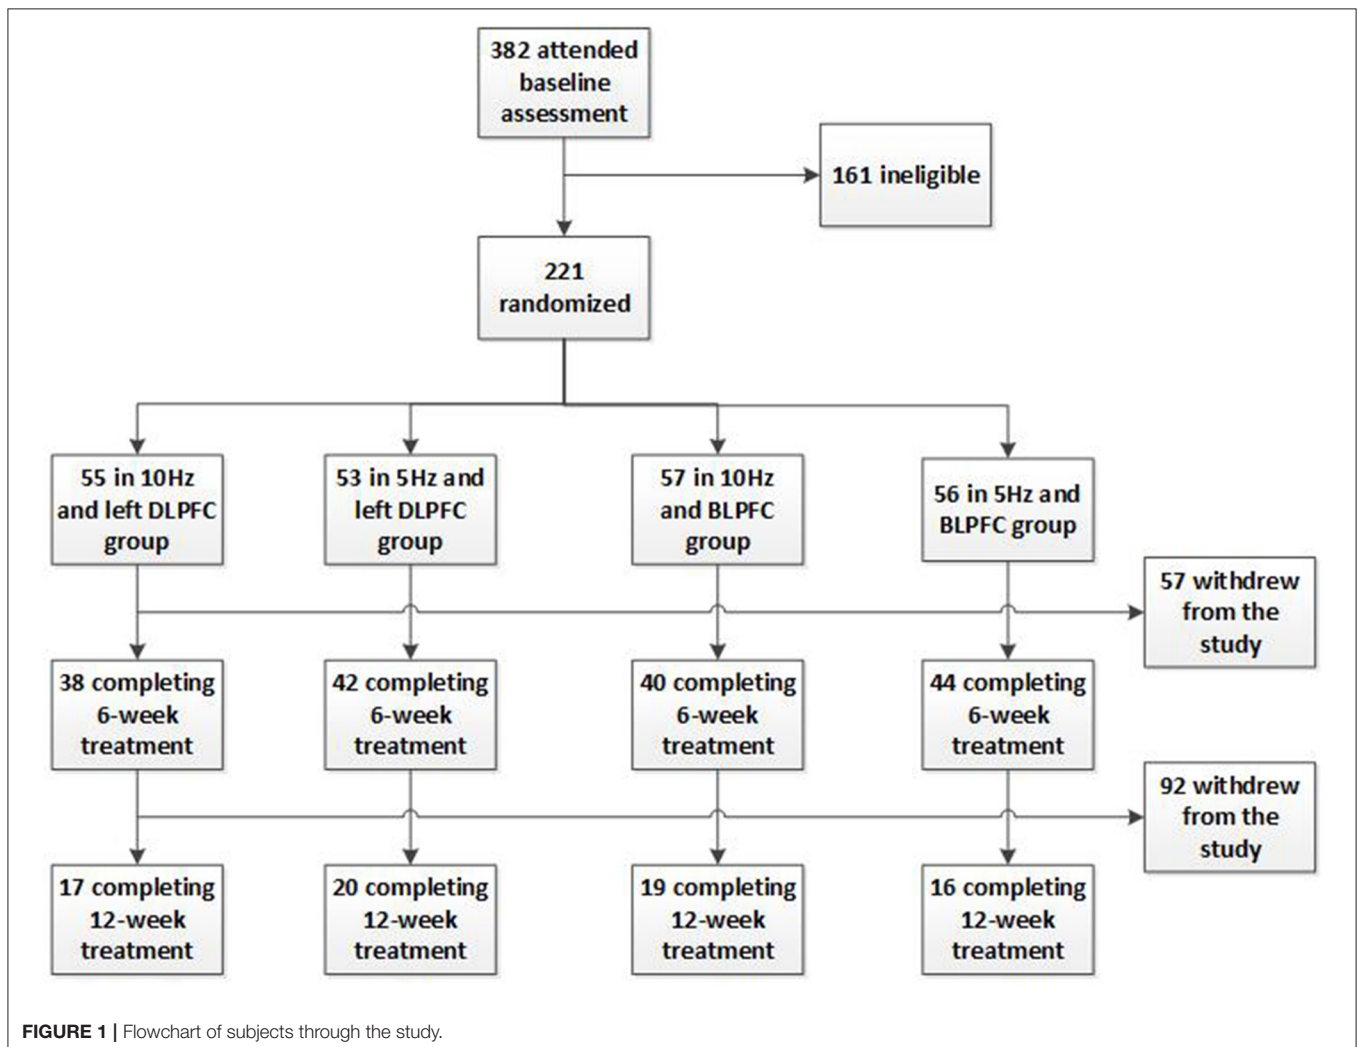 382 attended
baseline
assessment
161 ineligible
221
randomized
55 in 10Hz
and left DLPFC
group
53 in 5Hz and
left DLPFC
group
57 in 10Hz
and BLPFC
group
56 in 5Hz and
BLPFC group
57 withdrew
from the
study
38 completing
6-week
treatment
42 completing
6-week
treatment
40 completing
6-week
treatment
44 completing
6-week
treatment
92 withdrew
from the
study
17 completing
12-week
treatment
20 completing
12-week
treatment
19 completing
12-week
treatment
16 completing
12-week
treatment
FIGURE 1 | Flowchart of subjects through the study.